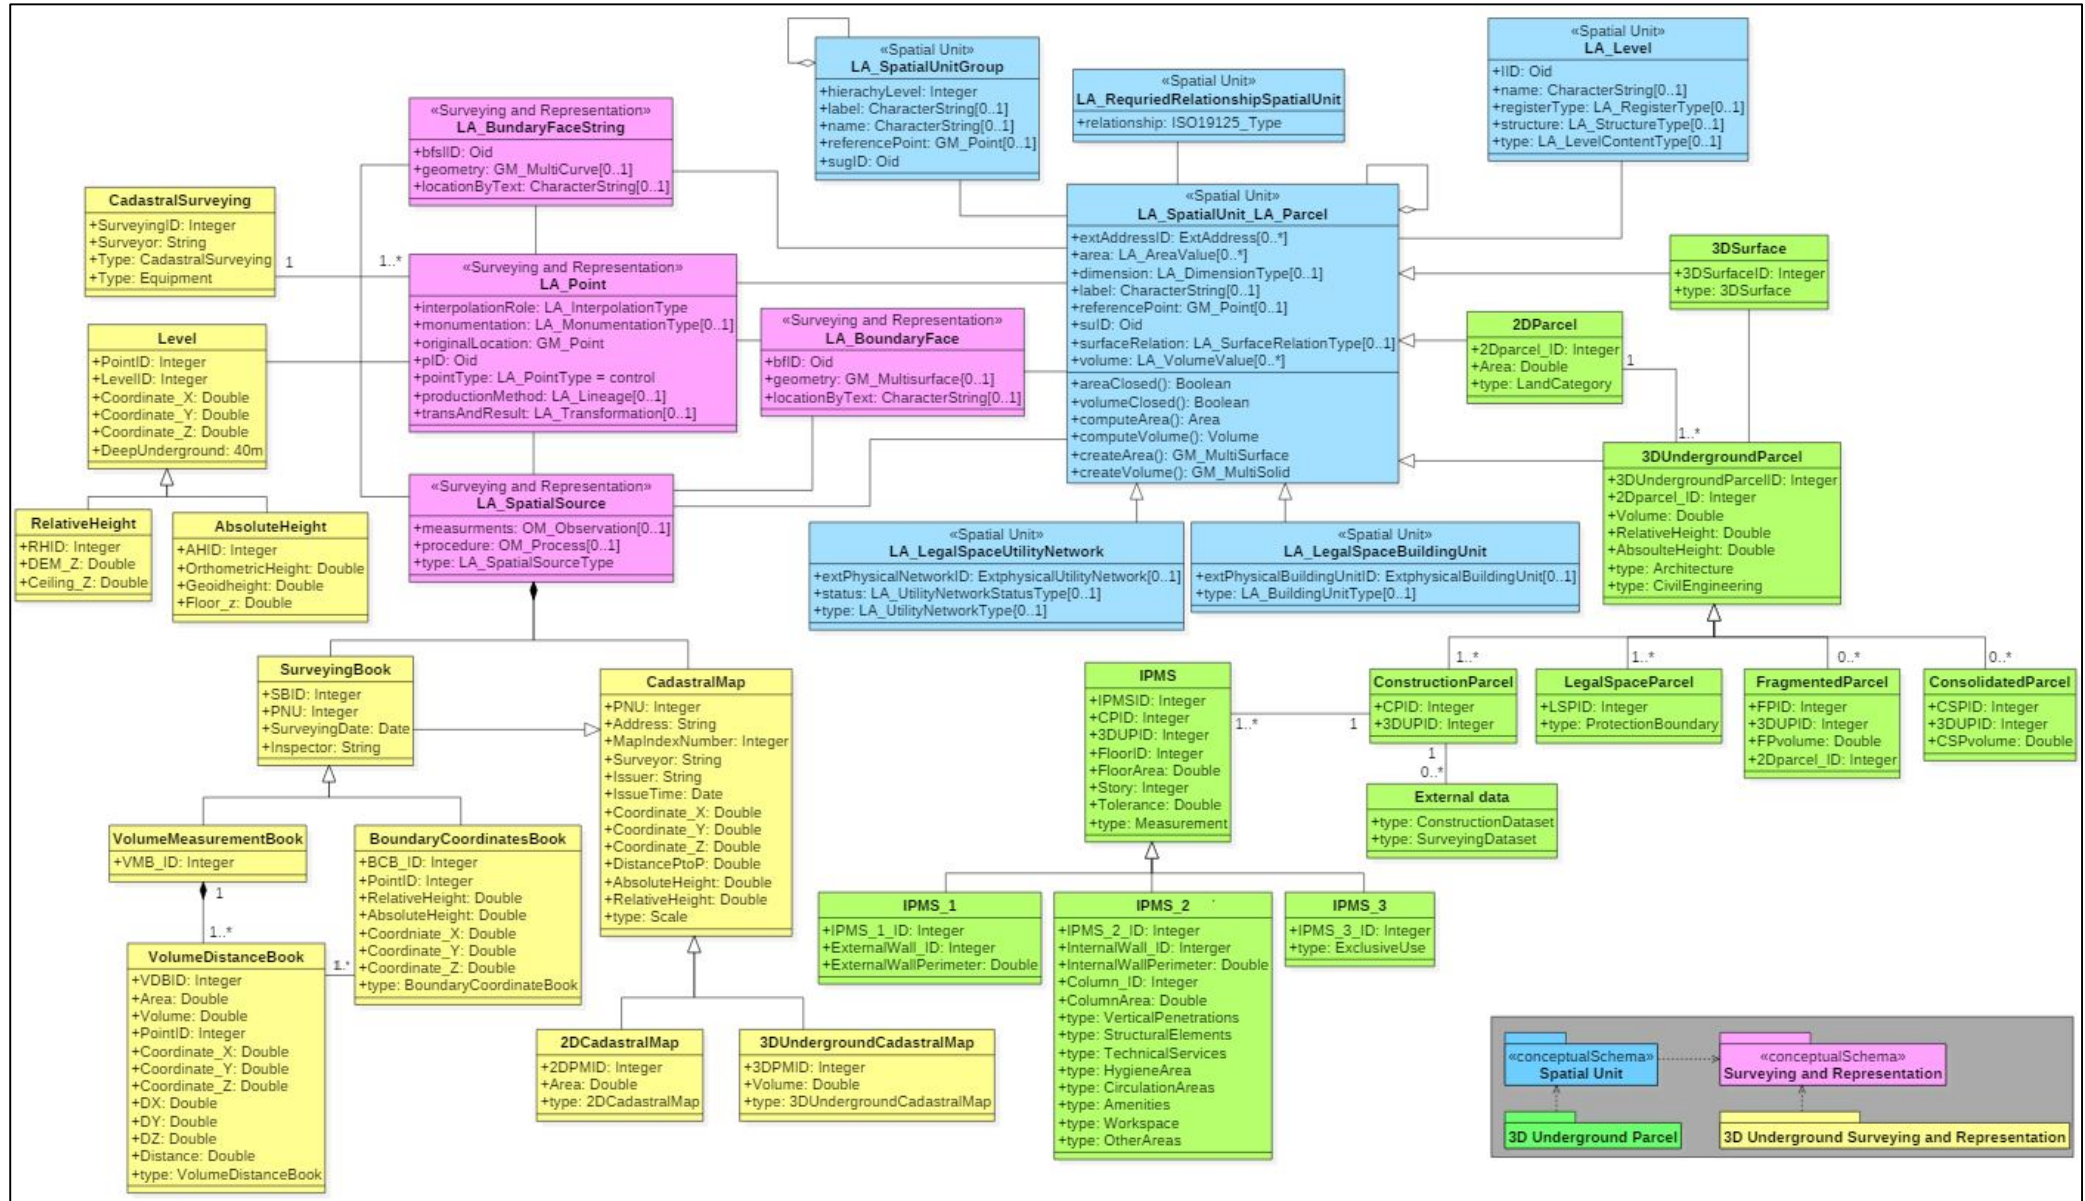 «Spatial Unit»
LA_SpatialUnitGroup
+hierachyLevel: Integer
+label: CharacterString[0..1]
+name: CharacterString[0..1]
+referencePoint: GM_Point[0..1]
+sugID: Oid
«Spatial Unit»
LA_RequriedRelationshipSpatialUnit
+relationship: ISO19125_Type
«Spatial Unit»
LA_Level
+IID: Oid
+name: CharacterString[0..1]
+registerType: LA_RegisterType[0..1]
+structure: LA_StructureType[0..1]
+type: LA_LevelContentType[0..1]
«Surveying and Representation»
LA_BundaryFaceString
+bfsIID: Oid
+geometry: GM_MultiCurve[0..1]
+locationByText: CharacterString[0..1]
CadastralSurveying
+SurveyingID: Integer
+Surveyor: String
+Type: CadastralSurveying
+Type: Equipment
1
1..*
«Surveying and Representation»
LA_Point
+interpolationRole: LA_InterpolationType
+monumentation: LA_MonumentationType[0..1]
+originalLocation: GM_Point
+pID: Oid
+pointType: LA_PointType = control
+productionMethod: LA_Lineage[0..1]
+transAndResult: LA_Transformation[0..1]
«Surveying and Representation»
LA_BoundaryFace
+bfID: Oid
+geometry: GM_Multisurface[0..1]
+locationByText: CharacterString[0..1]
«Spatial Unit»
LA_SpatialUnit_LA_Parcel
+extAddressID: ExtAddress[0..*]
+area: LA_AreaValue[0..*]
+dimension: LA_DimensionType[0..1]
+label: CharacterString[0..1]
+referencePoint: GM_Point[0..1]
+suID: Oid
+surfaceRelation: LA_SurfaceRelationType[0..1]
+volume: LA_VolumeValue[0..*]
+areaClosed(): Boolean
+volumeClosed(): Boolean
+computeArea(): Area
+computeVolume(): Volume
+createArea(): GM_MultiSurface
+createVolume(): GM_MultiSolid
3DSurface
+3DSurfaceID: Integer
+type: 3DSurface
2DParcel
+2Dparcel_ID: Integer
+Area: Double
+type: LandCategory
1
1..*
3DUndergroundParcel
+3DUndergroundParcelID: Integer
+2Dparcel_ID: Integer
+Volume: Double
+RelativeHeight: Double
+AbsoulteHeight: Double
+type: Architecture
+type: CivilEngineering
Level
+PointID: Integer
+LevelID: Integer
+Coordinate_X: Double
+Coordinate_Y: Double
+Coordinate_Z: Double
+DeepUnderground: 40m
RelativeHeight
+RHID: Integer
+DEM_Z: Double
+Ceiling_Z: Double
AbsoluteHeight
+AHID: Integer
+OrthometricHeight: Double
+Geoidheight: Double
+Floor_z: Double
«Surveying and Representation»
LA_SpatialSource
+measurments: OM_Observation[0..1]
+procedure: OM_Process[0..1]
+type: LA_SpatialSourceType
«Spatial Unit»
LA_LegalSpaceUtilityNetwork
+extPhysicalNetworkID: ExtphysicalUtilityNetwork[0..1]
+status: LA_UtilityNetworkStatusType[0..1]
+type: LA_UtilityNetworkType[0..1]
«Spatial Unit»
LA_LegalSpaceBuildingUnit
+extPhysicalBuildingUnitID: ExtphysicalBuildingUnit[0..1]
+type: LA_BuildingUnitType[0..1]
SurveyingBook
+SBID: Integer
+PNU: Integer
+SurveyingDate: Date
+Inspector: String
CadastralMap
+PNU: Integer
+Address: String
+MapIndexNumber: Integer
+Surveyor: String
+Issuer: String
+IssueTime: Date
+Coordinate_X: Double
+Coordinate_Y: Double
+Coordinate_Z: Double
+DistancePtoP: Double
+AbsoluteHeight: Double
+RelativeHeight: Double
+type: Scale
IPMS
+IPMSID: Integer
+CPID: Integer
+3DUPID: Integer
+FloorID: Integer
+FloorArea: Double
+Story: Integer
+Tolerance: Double
+type: Measurement
1..*
1
1..*
ConstructionParcel
+CPID: Integer
+3DUPID: Integer
1
0..*
External data
+type: ConstructionDataset
+type: SurveyingDataset
1..*
LegalSpaceParcel
+LSPID: Integer
+type: ProtectionBoundary
0..*
FragmentedParcel
+FPID: Integer
+3DUPID: Integer
+FPvolume: Double
+2Dparcel_ID: Integer
0..*
ConsolidatedParcel
+CSPID: Integer
+3DUPID: Integer
+CSPvolume: Double
VolumeMeasurementBook
+VMB_ID: Integer
1
1..*
BoundaryCoordinatesBook
+BCB_ID: Integer
+PointID: Integer
+RelativeHeight: Double
+AbsoluteHeight: Double
+Coordniate_X: Double
+Coordinate_Y: Double
+Coordinate_Z: Double
+type: BoundaryCoordinateBook
VolumeDistanceBook
+VDBID: Integer
+Area: Double
+Volume: Double
+PointID: Integer
+Coordinate_X: Double
+Coordinate_Y: Double
+Coordinate_Z: Double
+DX: Double
+DY: Double
+DZ: Double
+Distance: Double
+type: VolumeDistanceBook
2DCadastralMap
+2DPMID: Integer
+Area: Double
+type: 2DCadastralMap
3DUndergroundCadastralMap
+3DPMID: Integer
+Volume: Double
+type: 3DUndergroundCadastralMap
IPMS_1
+IPMS_1_ID: Integer
+ExternalWall_ID: Integer
+ExternalWallPerimeter: Double
IPMS_2
+IPMS_2_ID: Integer
+InternalWall_ID: Interger
+InternalWallPerimeter: Double
+Column_ID: Integer
+ColumnArea: Double
+type: VerticalPenetrations
+type: StructuralElements
+type: TechnicalServices
+type: HygieneArea
+type: CirculationAreas
+type: Amenities
+type: Workspace
+type: OtherAreas
IPMS_3
+IPMS_3_ID: Integer
+type: ExclusiveUse
«conceptualSchema»
Spatial Unit
«conceptualSchema»
Surveying and Representation
3D Underground Parcel
3D Underground Surveying and Representation